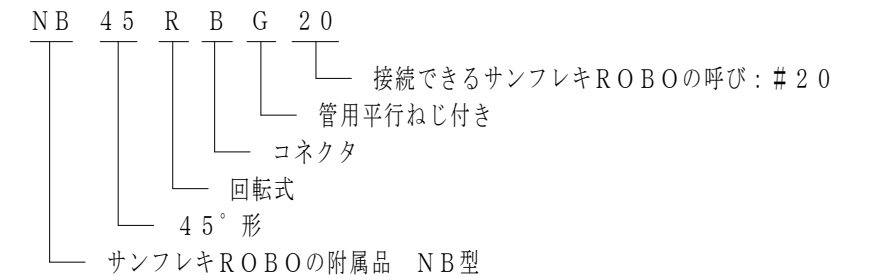 ＮＢ ４５ Ｒ Ｂ Ｇ ２０
接続できるサンフレキＲＯＢＯの呼び：＃２０
管用平行ねじ付き
コネクタ
回転式
４５°形
サンフレキＲＯＢＯの附属品　ＮＢ型